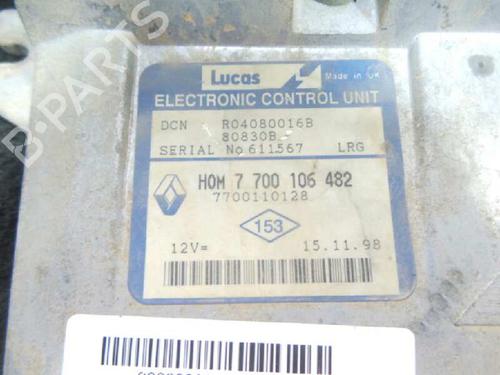 B-PARTS
Lucas
Made in UK
ELECTRONIC CONTROL UNIT
DCN R04080016B
80830B
SERIAL No 611567 LRG
HOM 7 700 106 482
7700110128
153
12V= 15.11.98